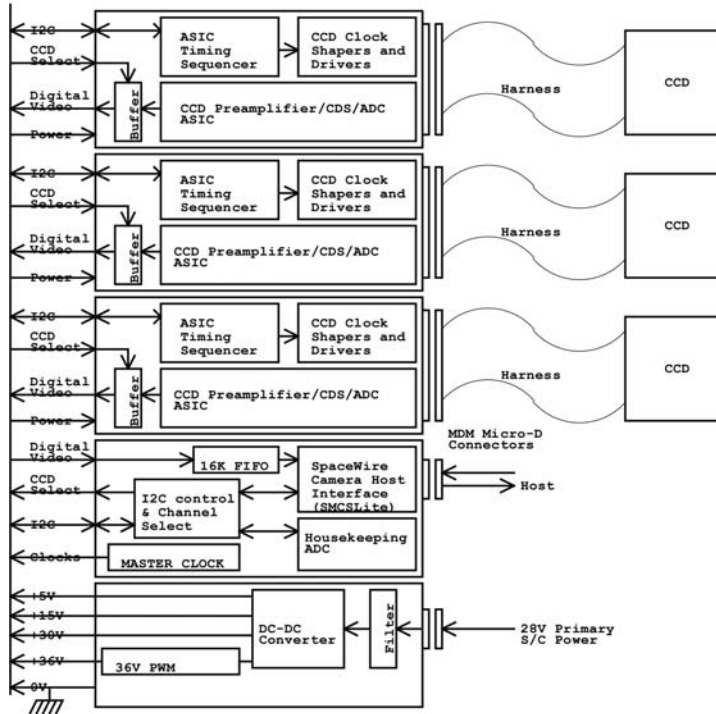 I2C
CCD
Select
Digital
Video
Power
Buffer
ASIC
Timing
Sequencer
CCD Clock
Shapers and
Drivers
CCD Preamplifier/CDS/ADC
ASIC
Harness
CCD
I2C
CCD
Select
Digital
Video
Power
Buffer
ASIC
Timing
Sequencer
CCD Clock
Shapers and
Drivers
CCD Preamplifier/CDS/ADC
ASIC
Harness
CCD
I2C
CCD
Select
Digital
Video
Power
Buffer
ASIC
Timing
Sequencer
CCD Clock
Shapers and
Drivers
CCD Preamplifier/CDS/ADC
ASIC
Harness
CCD
Digital
Video
CCD
Select
I2C
Clocks
16K FIFO
I2C control
& Channel
Select
MASTER CLOCK
SpaceWire
Camera Host
Interface
(SMCSLite)
Housekeeping
ADC
MDM Micro-D
Connectors
Host
+5V
+15V
+30V
+36V
0V
36V PWM
DC-DC
Converter
Filter
28V Primary
S/C Power